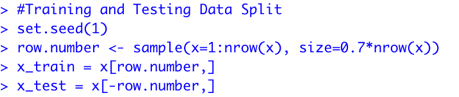 > #Training and Testing Data Split
> set.seed(1)
> row.number <- sample(x=1:nrow(x), size=0.7*nrow(x))
> x_train = x[row.number,]
> x_test = x[-row.number,]